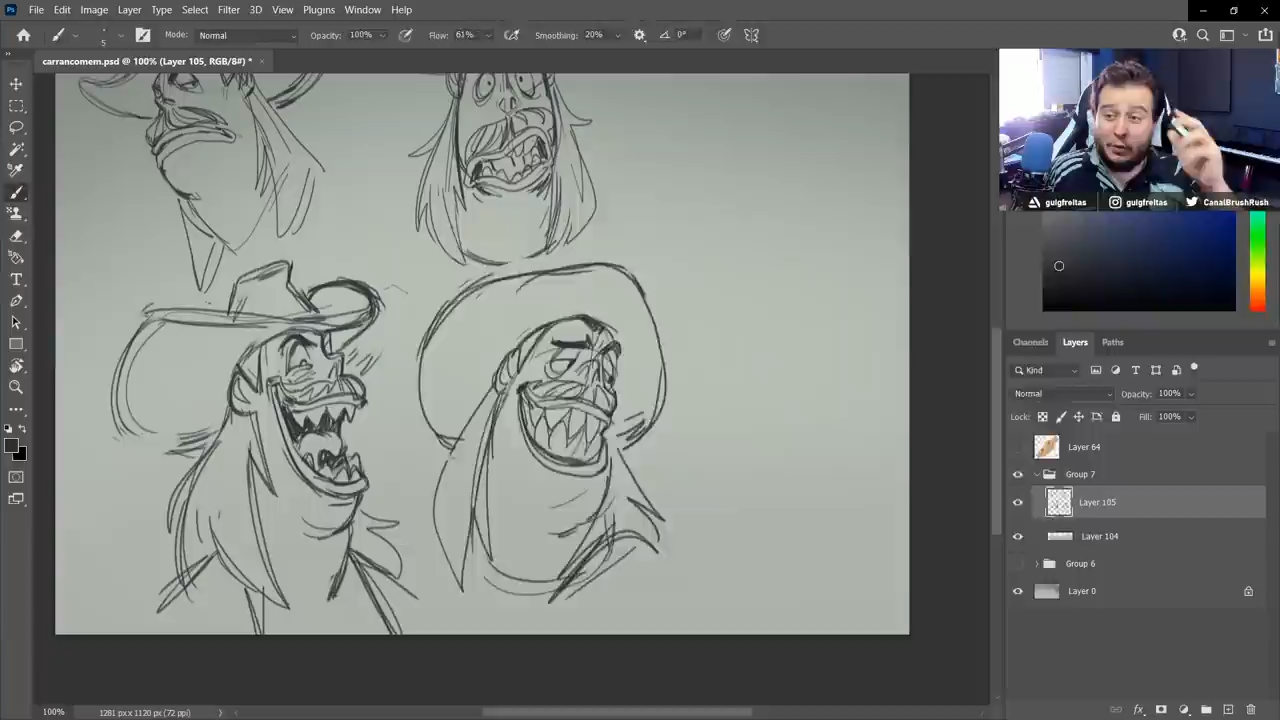 File Edit Image Layer Type Select Filter 3D View Plugins Window Help
5 Mode: Normal Opacity: 100% Flow: 61% Smoothing: 20% 0°
carrancomem.psd @ 100% (Layer 105, RGB/8#) *
guigfreitas guigfreitas CanalBrushRush
Channels Layers Paths
Kind
Normal Opacity: 100%
Lock: Fill: 100%
Layer 64
Group 7
Layer 105
Layer 104
Group 6
Layer 0
100% 1281 px x 1120 px (72 ppi)